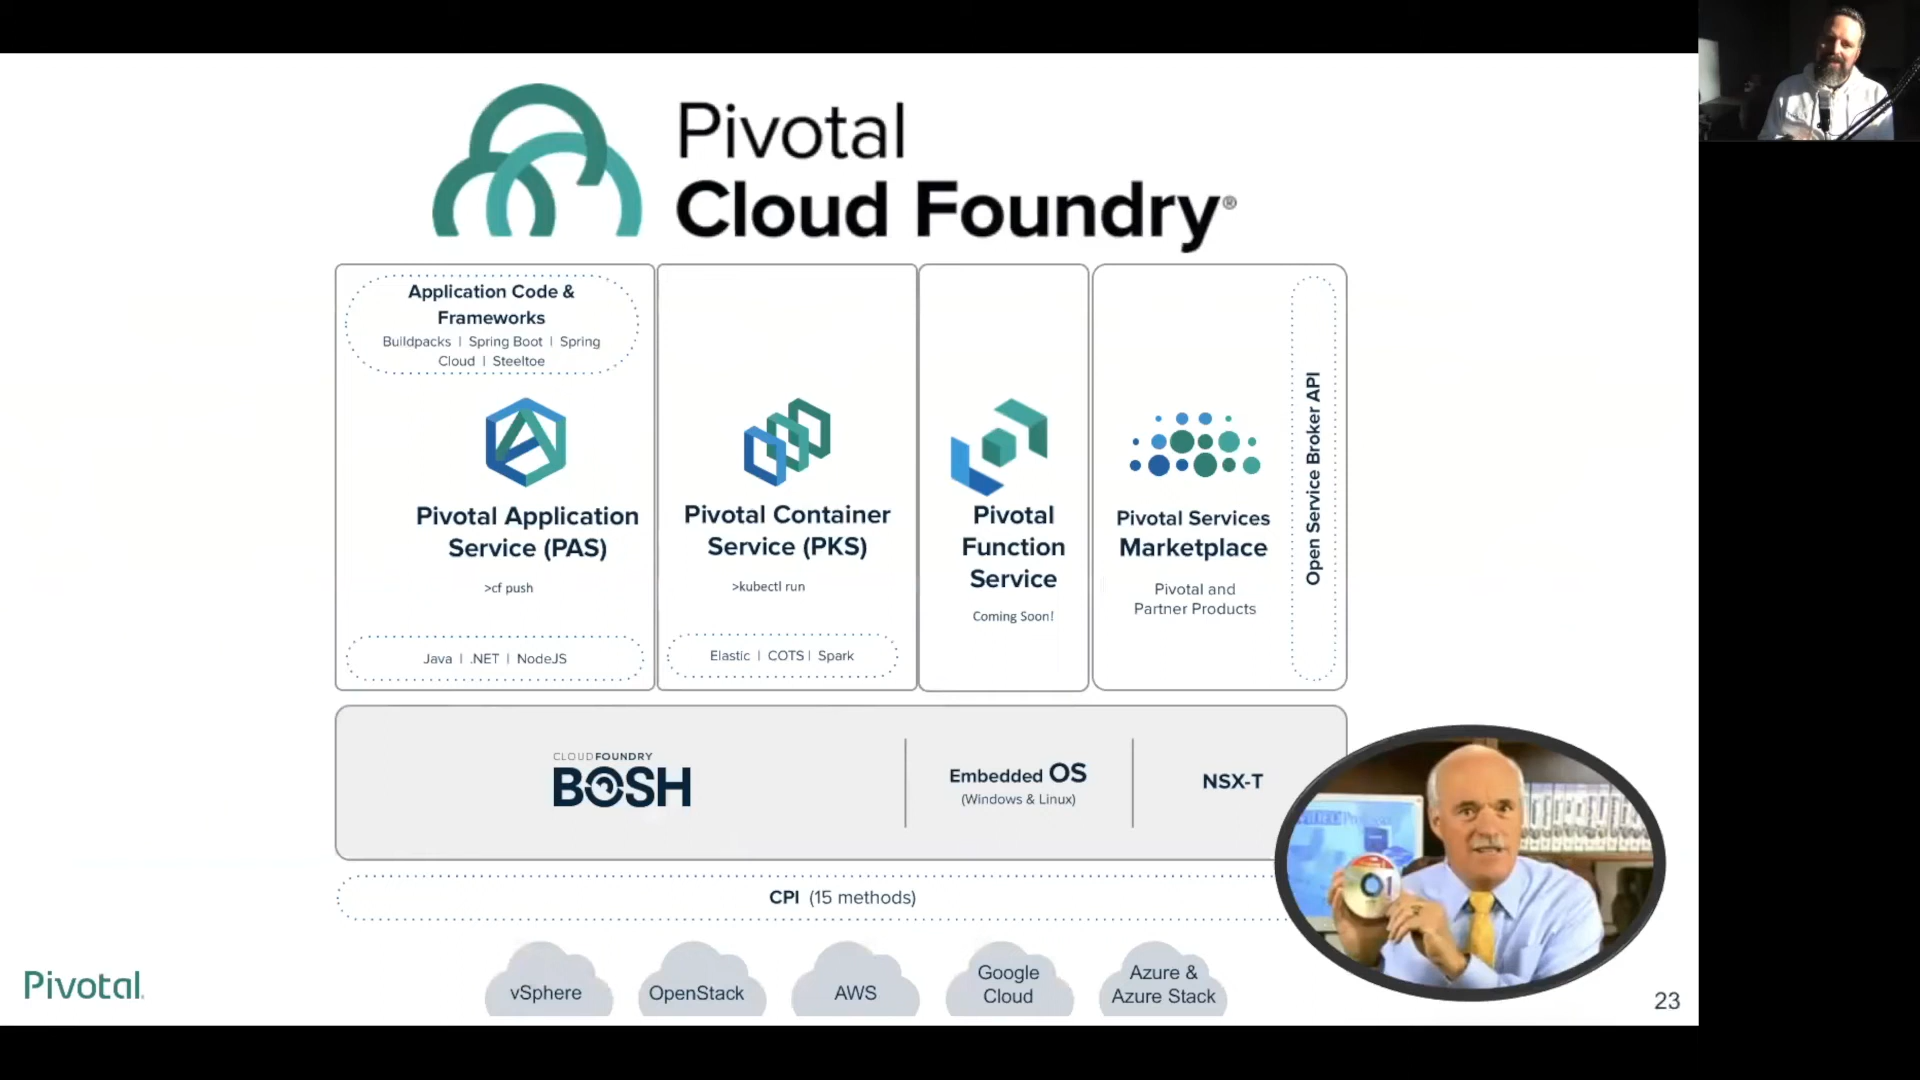 Pivotal
Cloud Foundry®
Application Code &
Frameworks
Buildpacks | Spring Boot | Spring
Cloud | Steeltoe
Pivotal Application
Service (PAS)
>cf push
Java | .NET | NodeJS
Pivotal Container
Service (PKS)
>kubectl run
Elastic | COTS | Spark
Pivotal
Function
Service
Coming Soon!
Pivotal Services
Marketplace
Pivotal and
Partner Products
Open Service Broker API
CLOUDFOUNDRY
BOSH
Embedded OS
(Windows & Linux)
NSX-T
CPI (15 methods)
vSphere
OpenStack
AWS
Google
Cloud
Azure &
Azure Stack
Pivotal
23